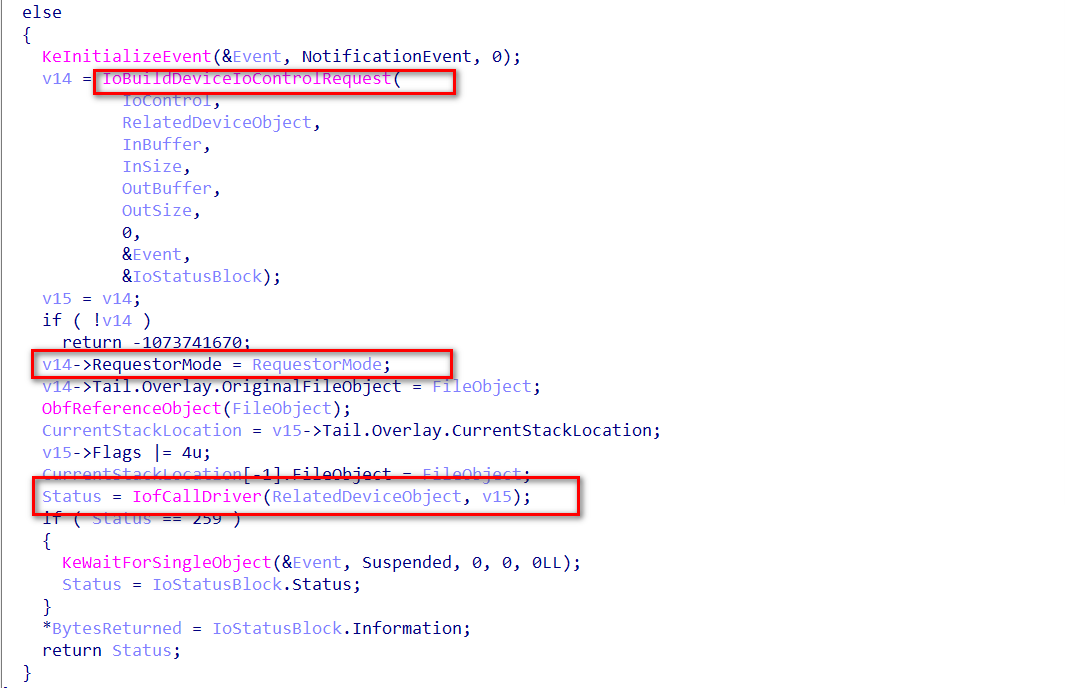 else
{
KeInitializeEvent(&Event, NotificationEvent, 0);
v14 = IoBuildDeviceIoControlRequest(
IoControl,
RelatedDeviceObject,
InBuffer,
InSize,
OutBuffer,
OutSize,
0,
&Event,
&IoStatusBlock);
v15 = v14;
if ( !v14 )
return -1073741670;
v14->RequestorMode = RequestorMode;
v14->Tail.Overlay.OriginalFileObject = FileObject;
ObfReferenceObject(FileObject);
CurrentStackLocation = v15->Tail.Overlay.CurrentStackLocation;
v15->Flags |= 4u;
CurrentStackLocation[-1].FileObject = FileObject;
Status = IofCallDriver(RelatedDeviceObject, v15);
if ( Status == 259 )
{
KeWaitForSingleObject(&Event, Suspended, 0, 0, 0LL);
Status = IoStatusBlock.Status;
}
*BytesReturned = IoStatusBlock.Information;
return Status;
}